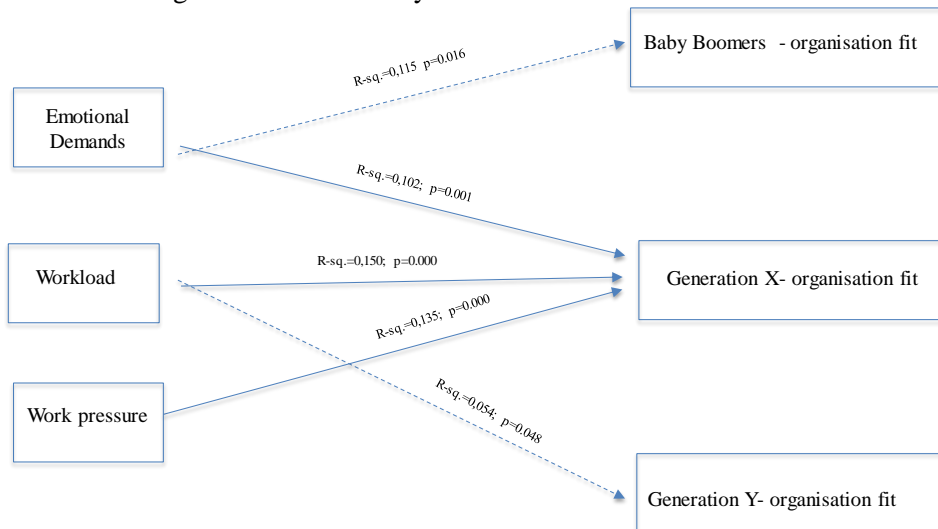 Baby Boomers - organisation fit
R-sq.=0,115 p=0.016
Emotional
Demands
R-sq.=0,102; p=0.001
Workload
R-sq.=0,150; p=0.000
Generation X- organisation fit
R-sq.=0,135; p=0.000
Work pressure
R-sq.=0,054; p=0.048
Generation Y- organisation fit